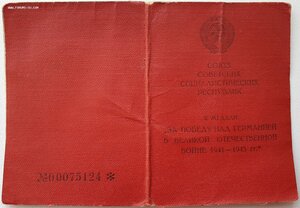 СОЮЗ
СОВЕТСКИХ
СОЦИАЛИСТИЧЕСКИХ
РЕСПУБЛИК
К МЕДАЛИ
„ЗА ПОБЕДУ НАД ГЕРМАНИЕЙ
В ВЕЛИКОЙ ОТЕЧЕСТВЕННОЙ
ВОЙНЕ 1941–1945 гг."
№00075124 *